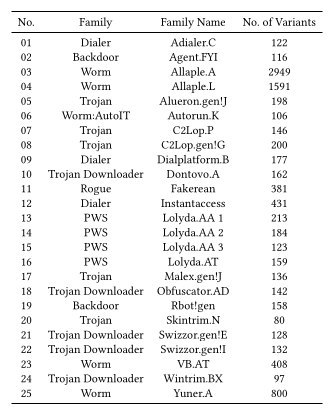 No. Family Family Name No. of Variants
01 Dialer Adialer.C 122
02 Backdoor Agent.FYI 116
03 Worm Allaple.A 2949
04 Worm Allaple.L 1591
05 Trojan Alueron.gen!J 198
06 Worm:AutoIT Autorun.K 106
07 Trojan C2Lop.P 146
08 Trojan C2Lop.gen!G 200
09 Dialer Dialplatform.B 177
10 Trojan Downloader Dontovo.A 162
11 Rogue Fakerean 381
12 Dialer Instantaccess 431
13 PWS Lolyda.AA 1 213
14 PWS Lolyda.AA 2 184
15 PWS Lolyda.AA 3 123
16 PWS Lolyda.AT 159
17 Trojan Malex.gen!J 136
18 Trojan Downloader Obfuscator.AD 142
19 Backdoor Rbot!gen 158
20 Trojan Skintrim.N 80
21 Trojan Downloader Swizzor.gen!E 128
22 Trojan Downloader Swizzor.gen!I 132
23 Worm VB.AT 408
24 Trojan Downloader Wintrim.BX 97
25 Worm Yuner.A 800